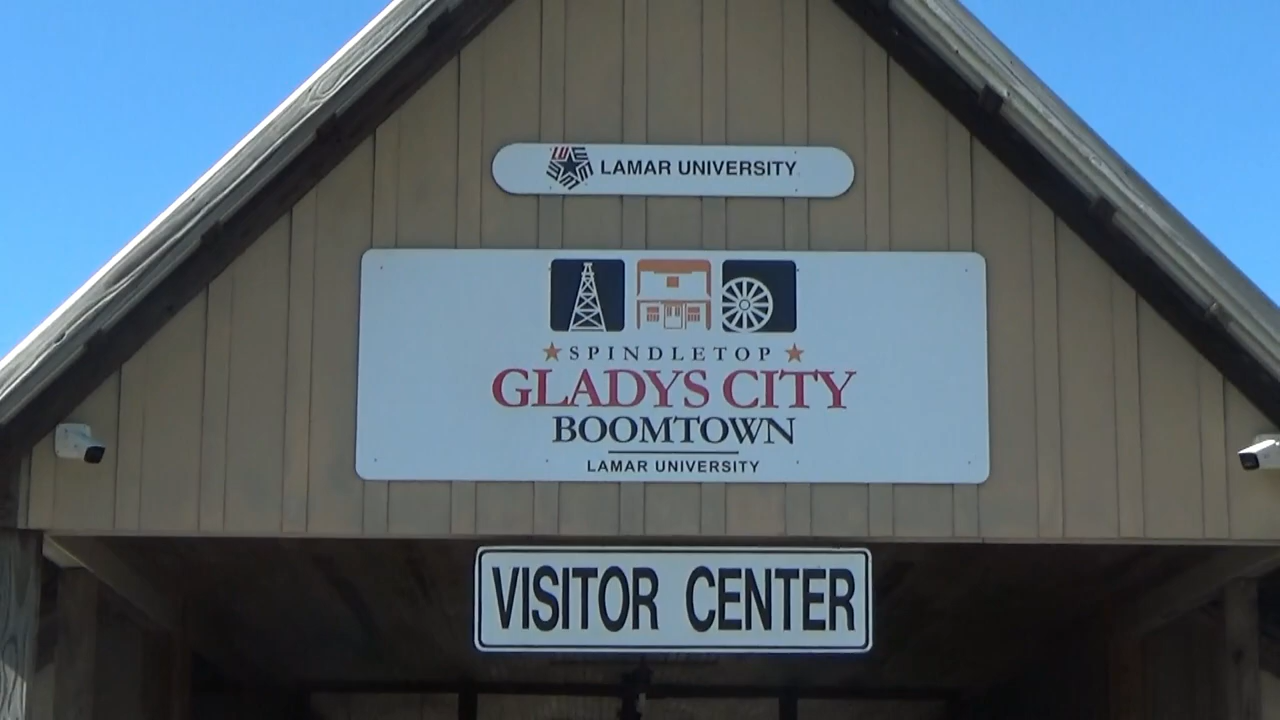 LAMAR UNIVERSITY
SPINDLETOP
GLADYS CITY
BOOMTOWN
LAMAR UNIVERSITY
VISITOR CENTER